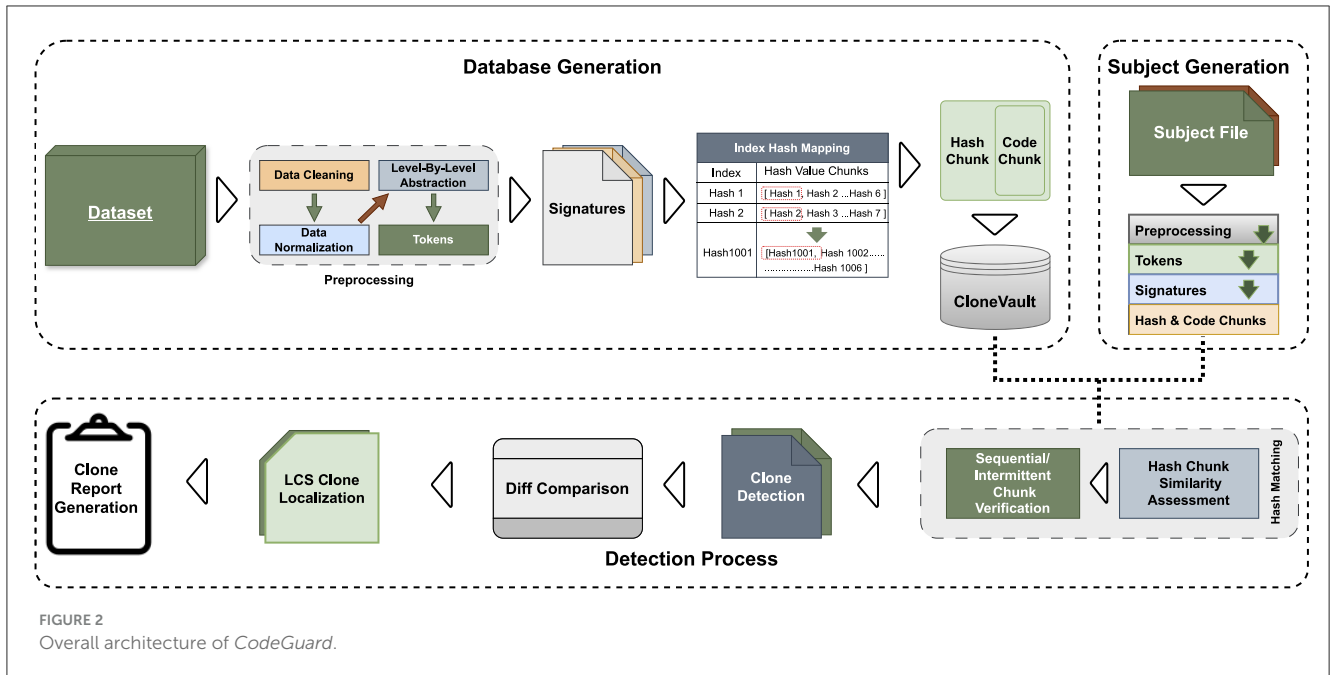 Database Generation
Dataset
Data Cleaning
Level-By-Level
Abstraction
Data
Normalization
Tokens
Preprocessing
Signatures
Index Hash Mapping
Index Hash Value Chunks
Hash 1 [ Hash 1, Hash 2 ...Hash 6 ]
Hash 2 [ Hash 2, Hash 3 ...Hash 7 ]
Hash1001 [Hash1001, Hash 1002......
..................Hash 1006 ]
Hash
Chunk
Code
Chunk
CloneVault
Subject Generation
Subject File
Preprocessing
Tokens
Signatures
Hash & Code Chunks
Hash Matching
Hash Chunk
Similarity
Assessment
Sequential/
Intermittent
Chunk
Verification
Clone
Detection
Diff Comparison
LCS Clone
Localization
Clone
Report
Generation
Detection Process
FIGURE 2
Overall architecture of CodeGuard.